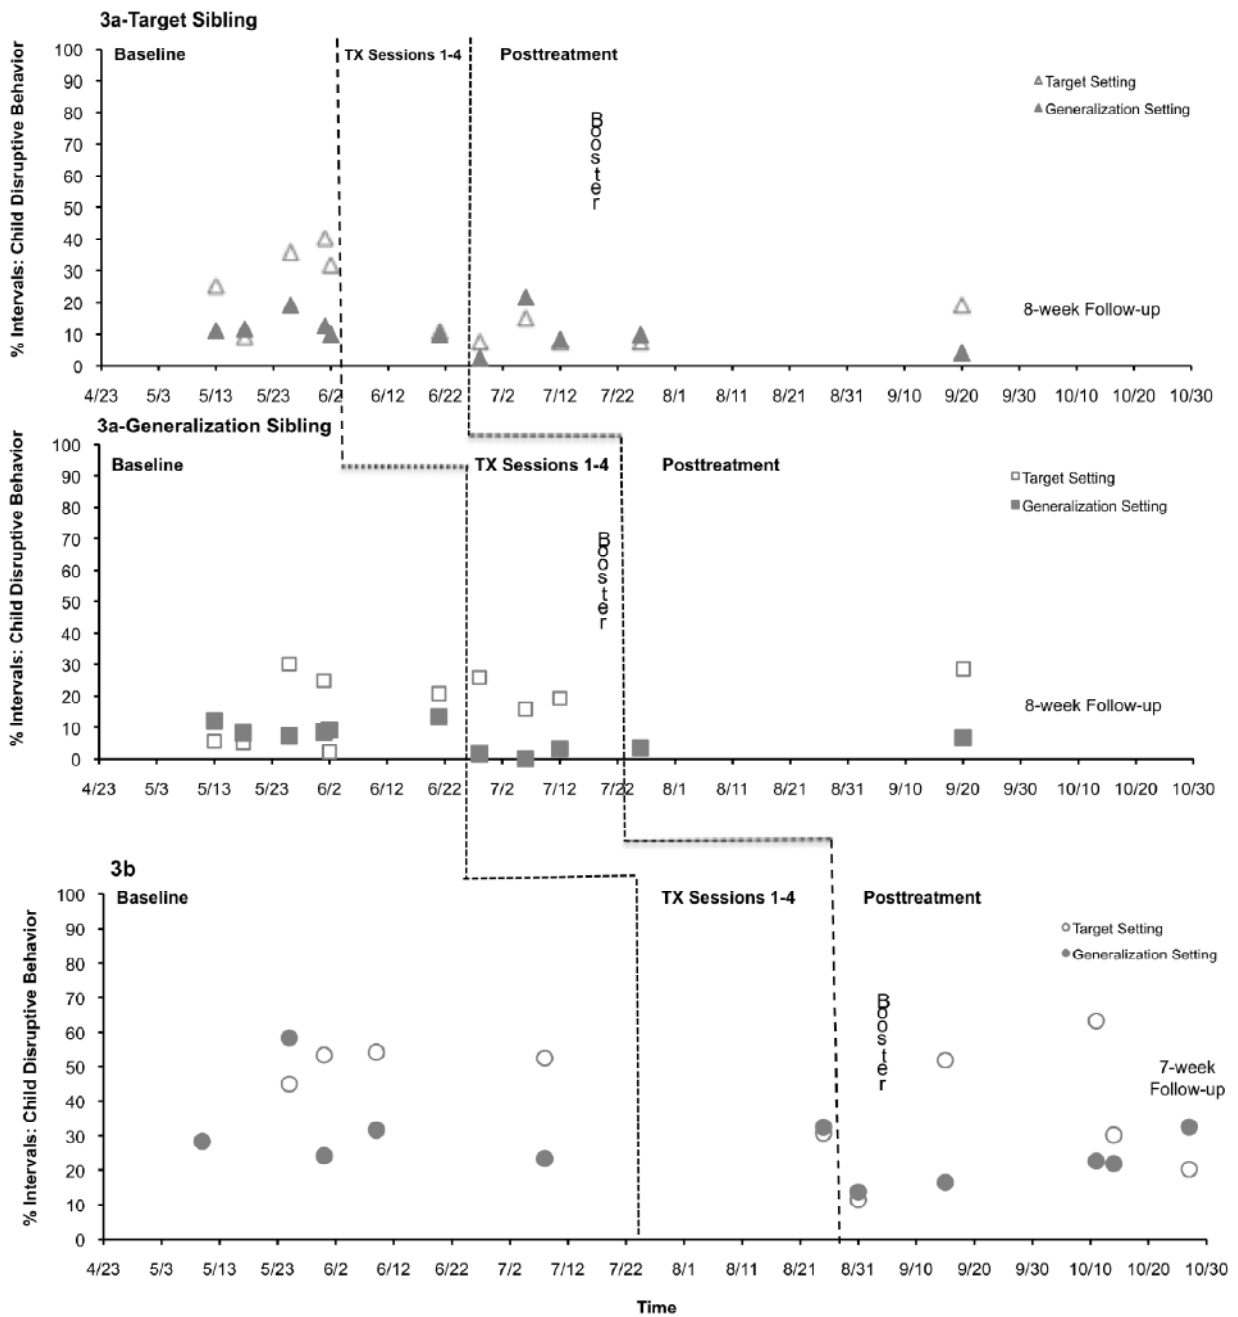 3a-Target Sibling
% Intervals: Child Disruptive Behavior
100
90
80
70
60
50
40
30
20
10
0
Baseline
TX Sessions 1-4
Posttreatment
Booster
Target Setting
Generalization Setting
8-week Follow-up
4/23 5/3 5/13 5/23 6/2 6/12 6/22 7/2 7/12 7/22 8/1 8/11 8/21 8/31 9/10 9/20 9/30 10/10 10/20 10/30
3a-Generalization Sibling
% Intervals: Child Disruptive Behavior
100
90
80
70
60
50
40
30
20
10
0
Baseline
TX Sessions 1-4
Posttreatment
Booster
Target Setting
Generalization Setting
8-week Follow-up
4/23 5/3 5/13 5/23 6/2 6/12 6/22 7/2 7/12 7/22 8/1 8/11 8/21 8/31 9/10 9/20 9/30 10/10 10/20 10/30
3b
% Intervals: Child Disruptive Behavior
100
90
80
70
60
50
40
30
20
10
0
Baseline
TX Sessions 1-4
Posttreatment
Booster
Target Setting
Generalization Setting
7-week
Follow-up
4/23 5/3 5/13 5/23 6/2 6/12 6/22 7/2 7/12 7/22 8/1 8/11 8/21 8/31 9/10 9/20 9/30 10/10 10/20 10/30
Time